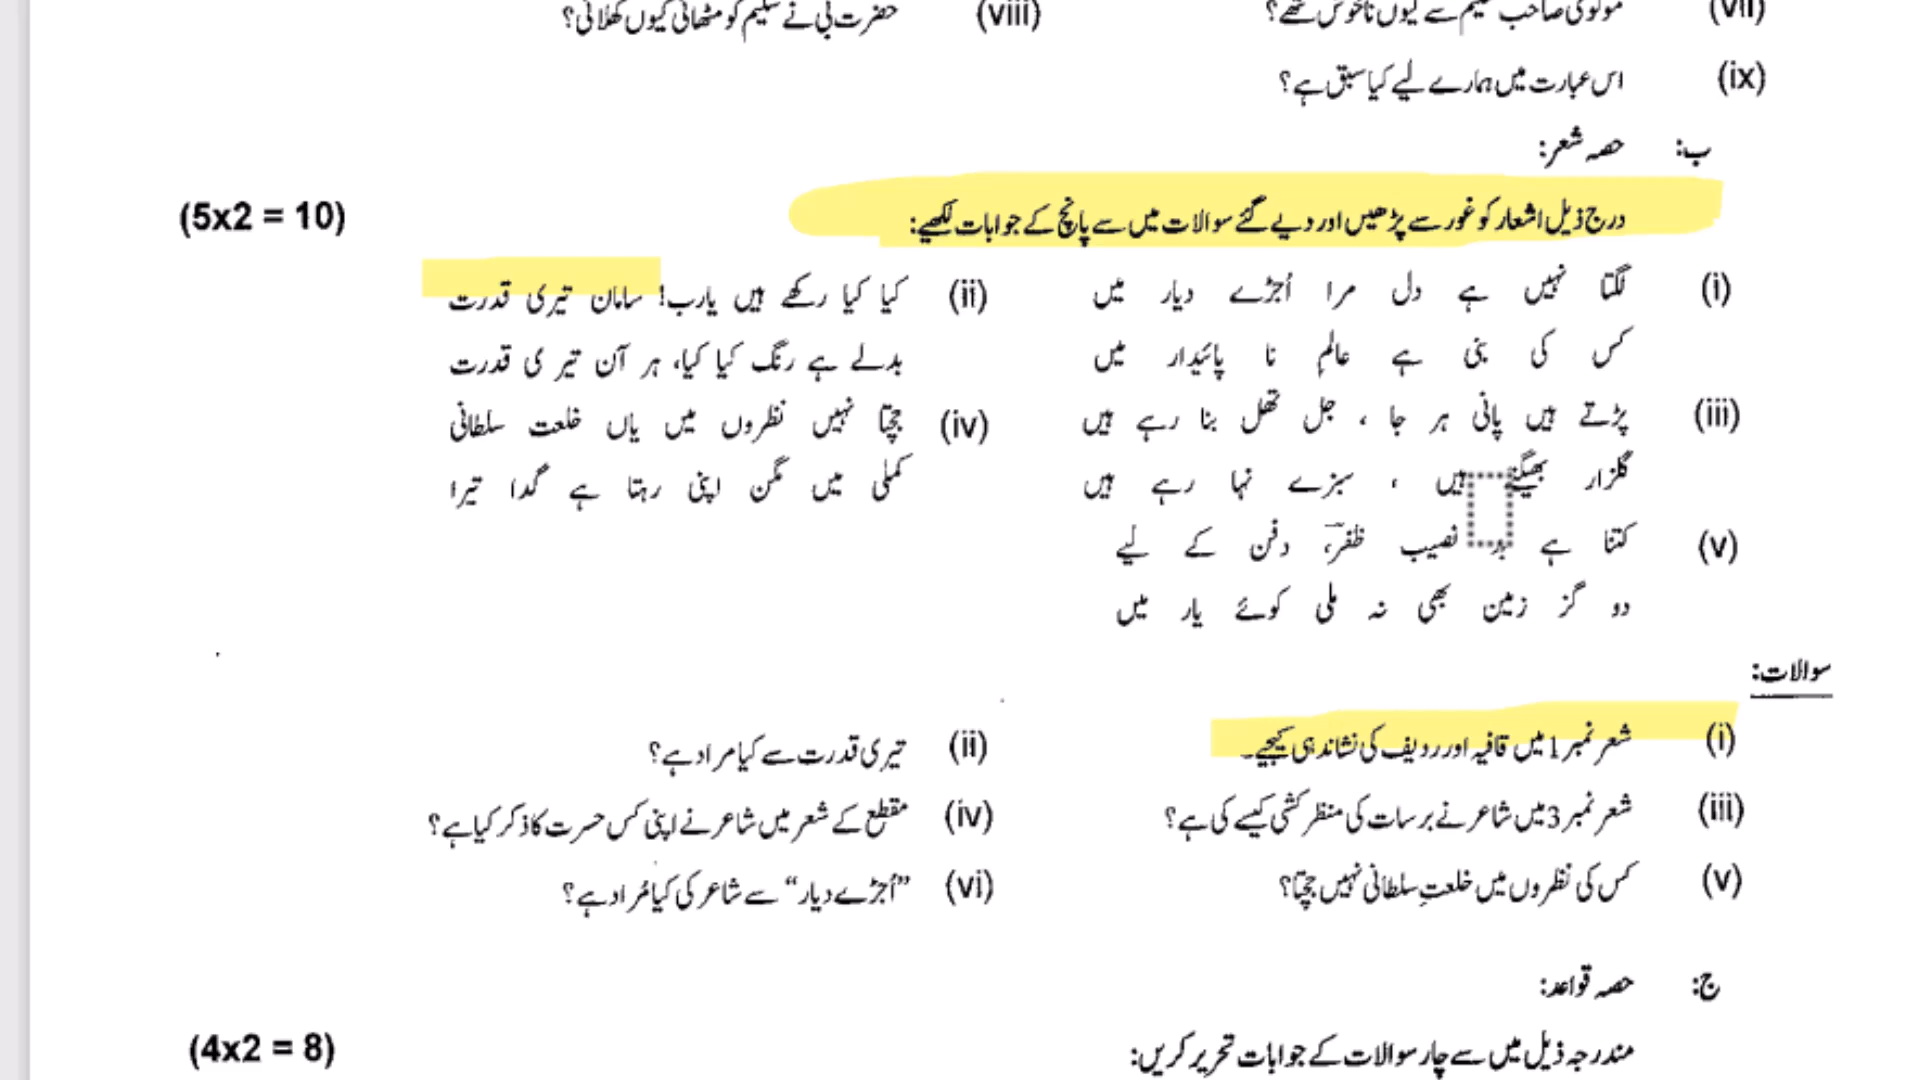 (vii) مولوی صاحب سلیم سے کیوں ناخوش تھے؟ (viii) حضرت بی نے سلیم کو مٹھائی کیوں کھلائی؟
(ix) اس عبارت میں ہمارے لیے کیا سبق ہے؟
ب: حصہ شعر:
درج ذیل اشعار کو غور سے پڑھیں اور دیے گئے سوالات میں سے پانچ کے جوابات لکھیے: (5x2 = 10)
(i) لگتا نہیں ہے دل مرا اُجڑے دیار میں
کس کی بنی ہے عالمِ نا پائیدار میں
(ii) کیا کیا رکھے ہیں یارب! سامان تیری قدرت
بدلے ہے رنگ کیا کیا، ہر آن تیر ی قدرت
(iii) پڑتے ہیں پانی ہر جا ، جل تھل بنا رہے ہیں
گلزار بھیگتے ہیں ، سبزے نہا رہے ہیں
(iv) جچتا نہیں نظروں میں یاں خلعت سلطانی
کملی میں مگن اپنی رہتا ہے گدا تیرا
(v) کتنا ہے بد نصیب ظفرؔ، دفن کے لیے
دو گز زمین بھی نہ ملی کوئے یار میں
سوالات:
(i) شعر نمبر 1 میں قافیہ اور ردیف کی نشاندہی کیجیے۔ (ii) تیری قدرت سے کیا مراد ہے؟
(iii) شعر نمبر 3 میں شاعر نے برسات کی منظر کشی کیسے کی ہے؟ (iv) مقطع کے شعر میں شاعر نے اپنی کس حسرت کا ذکر کیا ہے؟
(v) کس کی نظروں میں خلعتِ سلطانی نہیں جچتا؟ (vi) ”اُجڑے دیار“ سے شاعر کی کیا مُراد ہے؟
ج: حصہ قواعد:
مندرجہ ذیل میں سے چار سوالات کے جوابات تحریر کریں: (4x2 = 8)